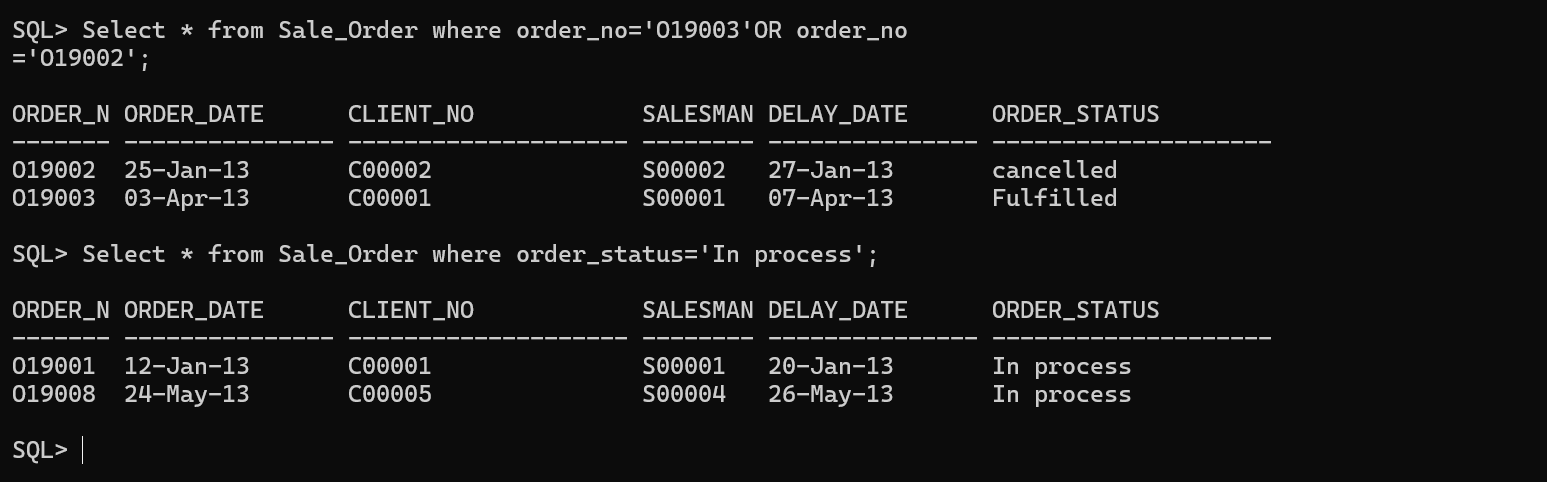 SQL> Select * from Sale_Order where order_no='O19003'OR order_no
='O19002';
ORDER_N ORDER_DATE      CLIENT_NO            SALESMAN DELAY_DATE      ORDER_STATUS
------- --------------- -------------------- -------- --------------- --------------------
O19002  25-Jan-13       C00002               S00002   27-Jan-13       cancelled
O19003  03-Apr-13       C00001               S00001   07-Apr-13       Fulfilled
SQL> Select * from Sale_Order where order_status='In process';
ORDER_N ORDER_DATE      CLIENT_NO            SALESMAN DELAY_DATE      ORDER_STATUS
------- --------------- -------------------- -------- --------------- --------------------
O19001  12-Jan-13       C00001               S00001   20-Jan-13       In process
O19008  24-May-13       C00005               S00004   26-May-13       In process
SQL>